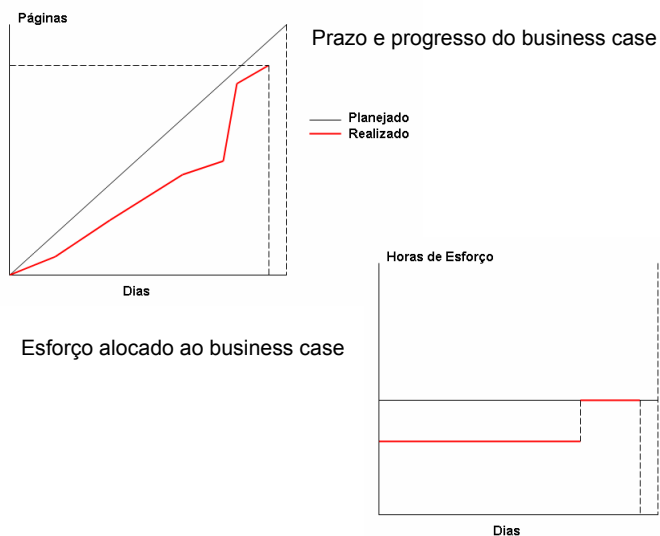 Páginas
Prazo e progresso do business case
Planejado
Realizado
Dias
Horas de Esforço
Esforço alocado ao business case
Dias